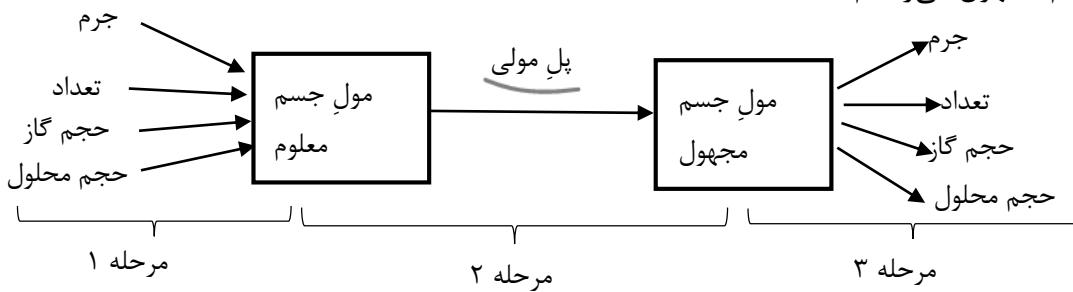 جرم
تعداد
حجم گاز
حجم محلول
مولِ جسم
معلوم
پلِ مولی
مولِ جسم
مجهول
جرم
تعداد
حجم گاز
حجم محلول
مرحله ۱
مرحله ۲
مرحله ۳